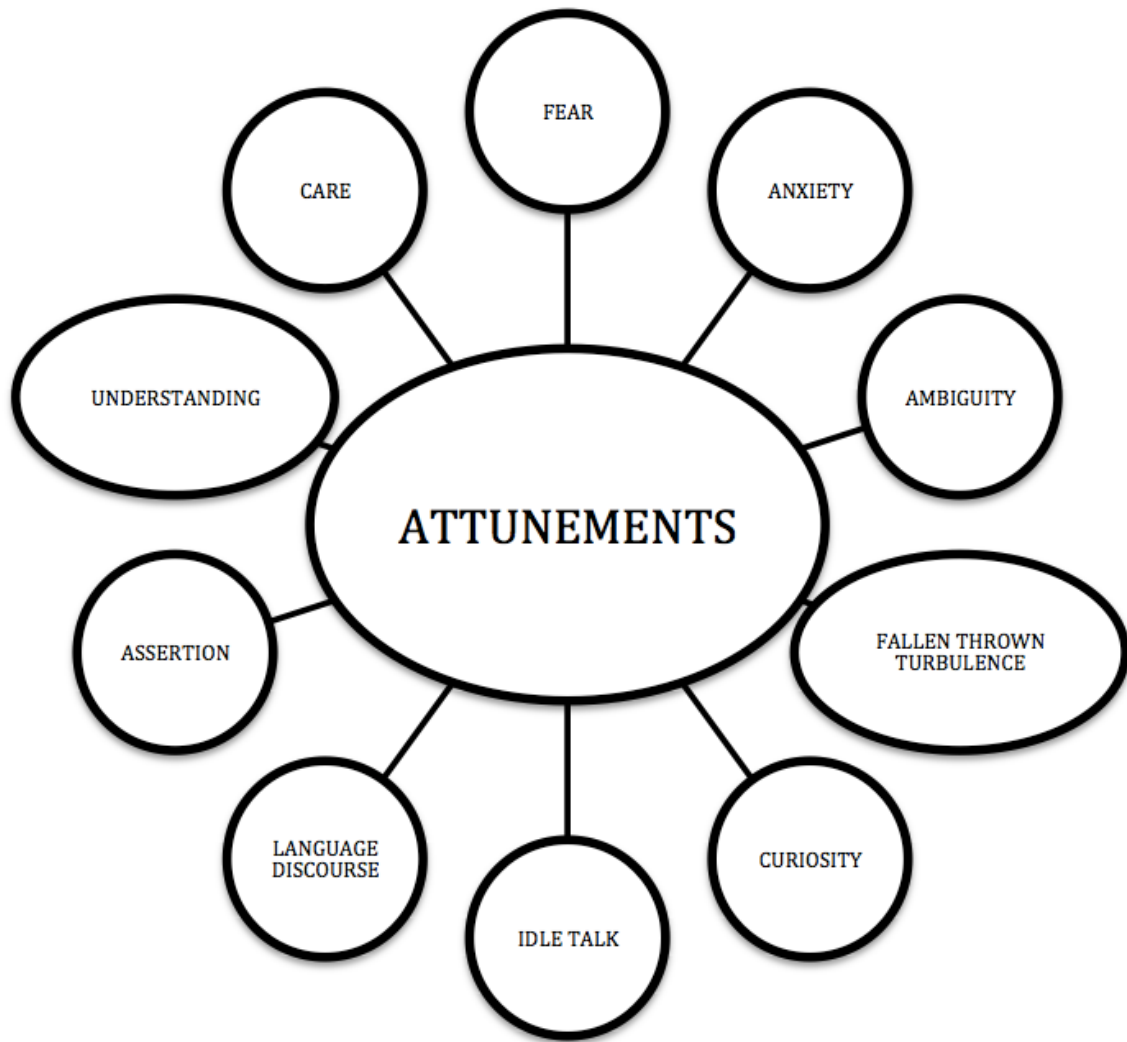 FEAR
CARE
ANXIETY
UNDERSTANDING
AMBIGUITY
ATTUNEMENTS
ASSERTION
FALLEN THROWN
TURBULENCE
LANGUAGE
DISCOURSE
CURIOSITY
IDLE TALK